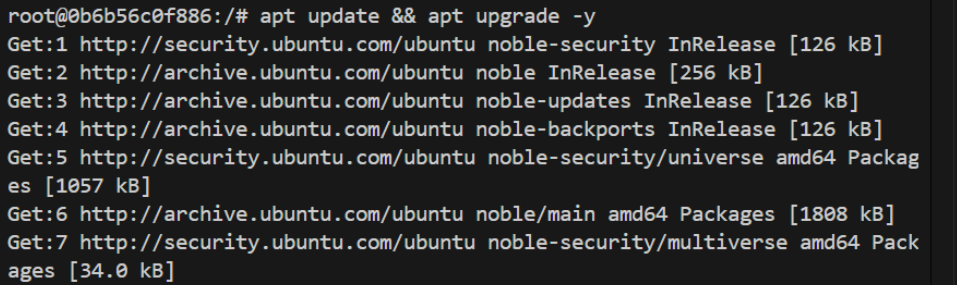 root@0b6b56c0f886:/# apt update && apt upgrade -y
Get:1 http://security.ubuntu.com/ubuntu noble-security InRelease [126 kB]
Get:2 http://archive.ubuntu.com/ubuntu noble InRelease [256 kB]
Get:3 http://archive.ubuntu.com/ubuntu noble-updates InRelease [126 kB]
Get:4 http://archive.ubuntu.com/ubuntu noble-backports InRelease [126 kB]
Get:5 http://security.ubuntu.com/ubuntu noble-security/universe amd64 Packag
es [1057 kB]
Get:6 http://archive.ubuntu.com/ubuntu noble/main amd64 Packages [1808 kB]
Get:7 http://security.ubuntu.com/ubuntu noble-security/multiverse amd64 Pack
ages [34.0 kB]